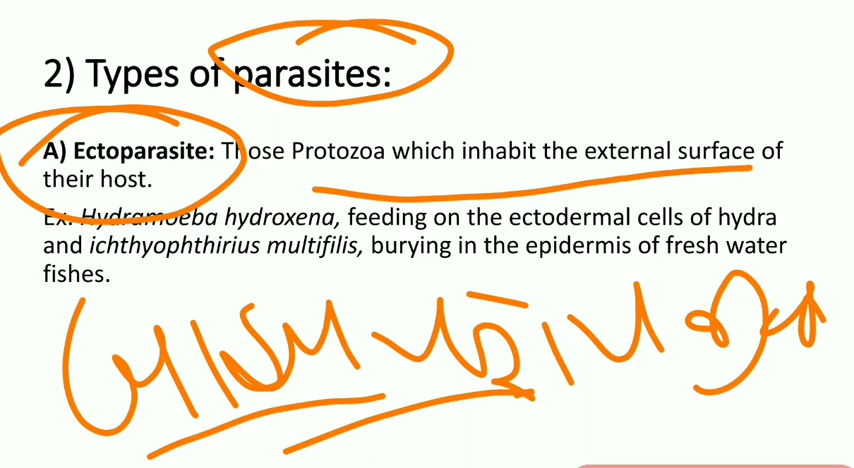 2) Types of parasites:
A) Ectoparasite: Those Protozoa which inhabit the external surface of
their host.
Ex. Hydramoeba hydroxena, feeding on the ectodermal cells of hydra
and ichthyophthirius multifilis, burying in the epidermis of fresh water
fishes.